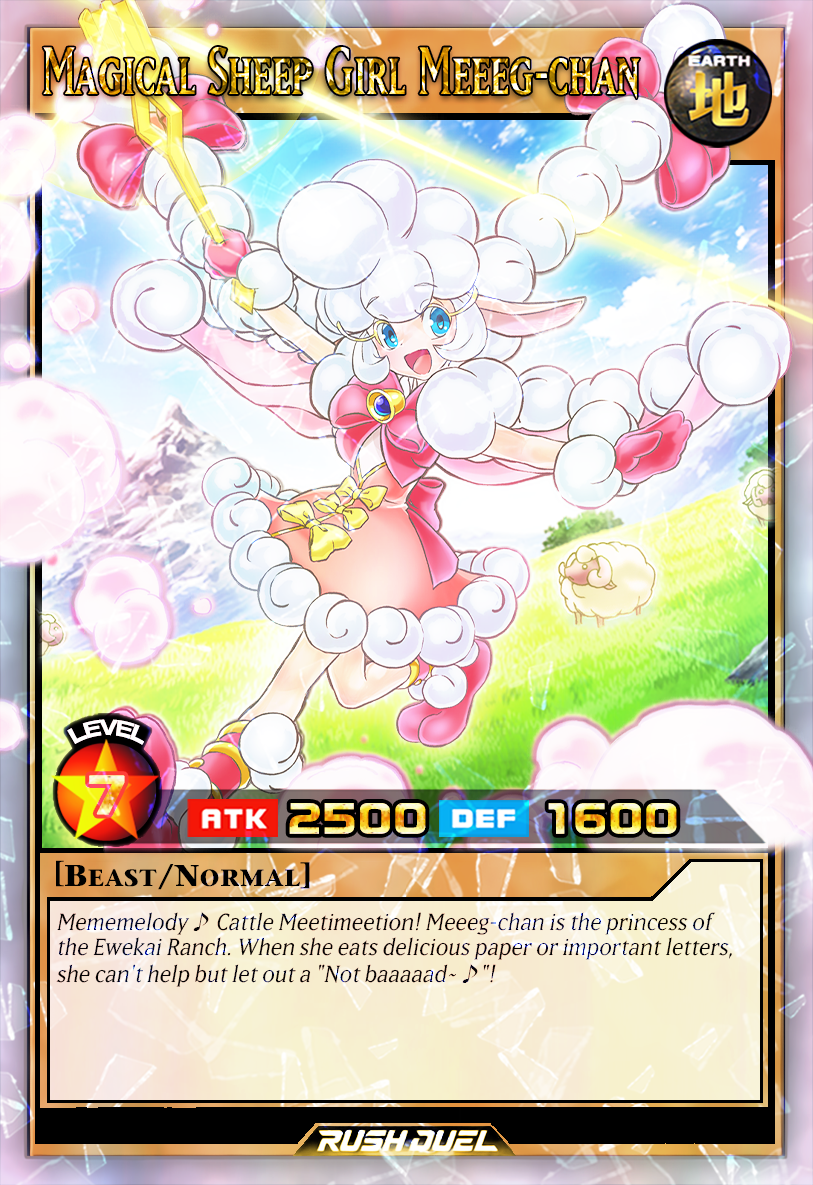 Magical Sheep Girl Meeeg-chan
EARTH
地
LEVEL
7
ATK 2500 DEF 1600
[Beast/Normal]
Mememelody ♪ Cattle Meetimeetion! Meeeg-chan is the princess of
the Ewekai Ranch. When she eats delicious paper or important letters,
she can't help but let out a "Not baaaaad~ ♪"!
RUSH DUEL